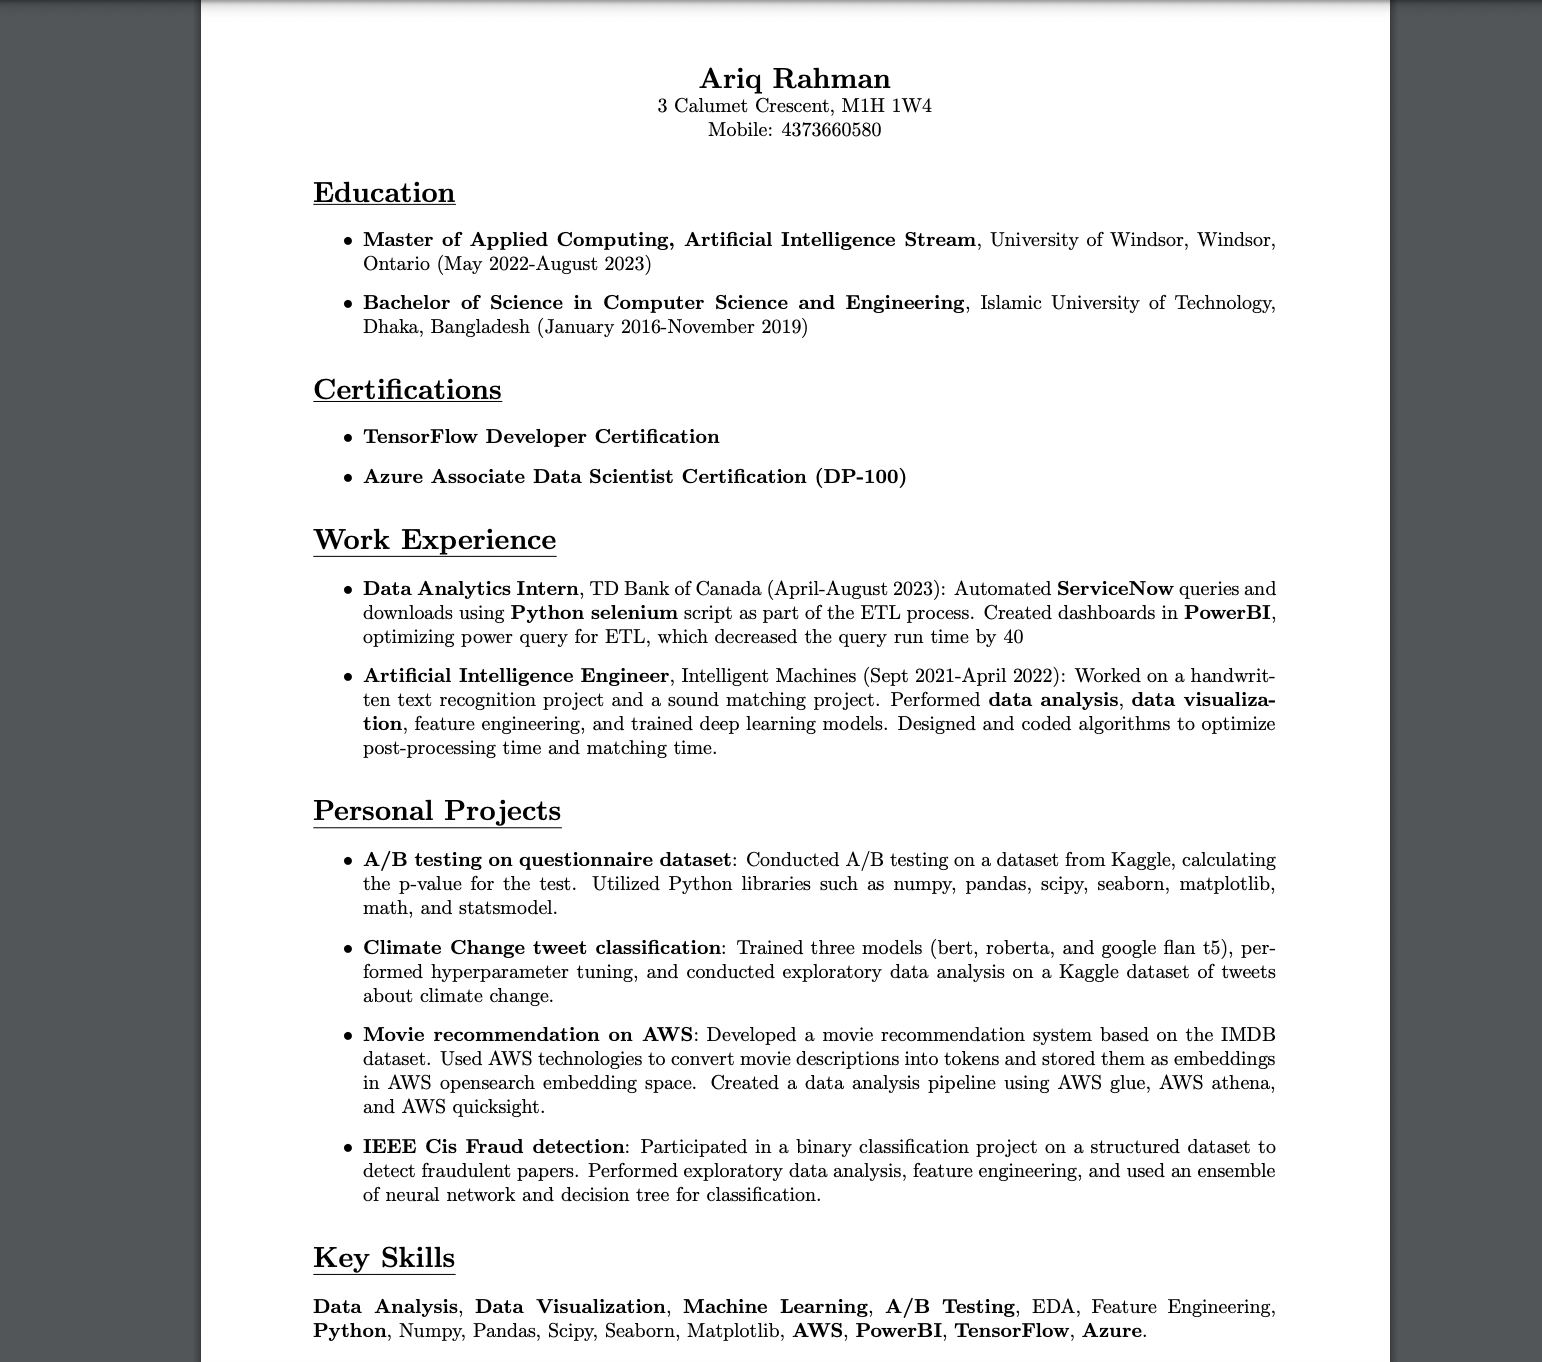 Ariq Rahman
3 Calumet Crescent, M1H 1W4
Mobile: 4373660580
Education
• Master of Applied Computing, Artificial Intelligence Stream, University of Windsor, Windsor,
Ontario (May 2022-August 2023)
• Bachelor of Science in Computer Science and Engineering, Islamic University of Technology,
Dhaka, Bangladesh (January 2016-November 2019)
Certifications
• TensorFlow Developer Certification
• Azure Associate Data Scientist Certification (DP-100)
Work Experience
• Data Analytics Intern, TD Bank of Canada (April-August 2023): Automated ServiceNow queries and
downloads using Python selenium script as part of the ETL process. Created dashboards in PowerBI,
optimizing power query for ETL, which decreased the query run time by 40
• Artificial Intelligence Engineer, Intelligent Machines (Sept 2021-April 2022): Worked on a handwrit-
ten text recognition project and a sound matching project. Performed data analysis, data visualiza-
tion, feature engineering, and trained deep learning models. Designed and coded algorithms to optimize
post-processing time and matching time.
Personal Projects
• A/B testing on questionnaire dataset: Conducted A/B testing on a dataset from Kaggle, calculating
the p-value for the test. Utilized Python libraries such as numpy, pandas, scipy, seaborn, matplotlib,
math, and statsmodel.
• Climate Change tweet classification: Trained three models (bert, roberta, and google flan t5), per-
formed hyperparameter tuning, and conducted exploratory data analysis on a Kaggle dataset of tweets
about climate change.
• Movie recommendation on AWS: Developed a movie recommendation system based on the IMDB
dataset. Used AWS technologies to convert movie descriptions into tokens and stored them as embeddings
in AWS opensearch embedding space. Created a data analysis pipeline using AWS glue, AWS athena,
and AWS quicksight.
• IEEE Cis Fraud detection: Participated in a binary classification project on a structured dataset to
detect fraudulent papers. Performed exploratory data analysis, feature engineering, and used an ensemble
of neural network and decision tree for classification.
Key Skills
Data Analysis, Data Visualization, Machine Learning, A/B Testing, EDA, Feature Engineering,
Python, Numpy, Pandas, Scipy, Seaborn, Matplotlib, AWS, PowerBI, TensorFlow, Azure.